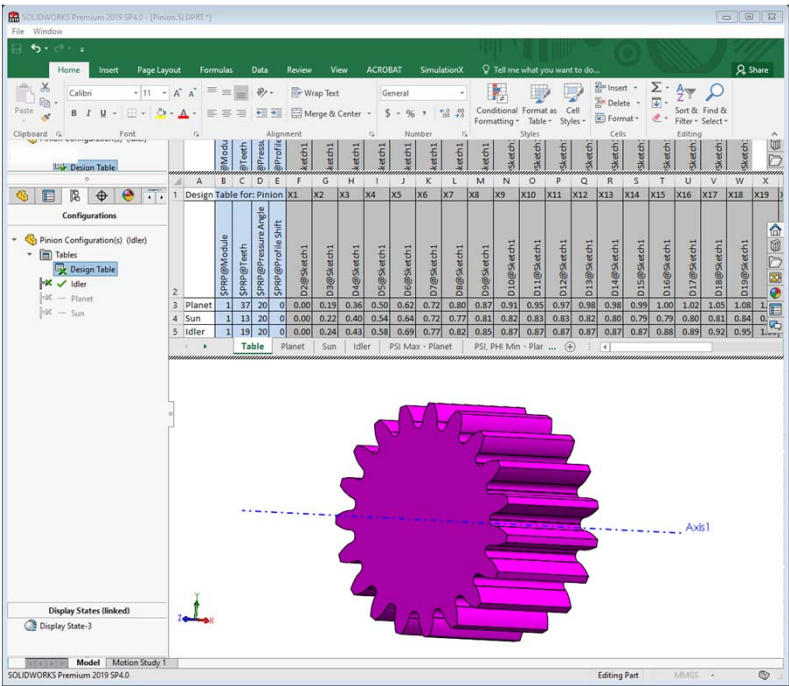 SOLIDWORKS Premium 2019 SP4.0 - [Pinion.SLDPRT *]
File Window
Home Insert Page Layout Formulas Data Review View ACROBAT SimulationX Tell me what you want to do... Share
Paste Calibri 11 Wrap Text General Insert
B I U Merge & Center $ % Conditional Formatting Format as Table Cell Styles Delete Format Sort & Filter Find & Select
Clipboard Font Alignment Number Styles Cells Editing
Design Table
A B C D E F G H I J K L M N O P Q R S T U V W X
1 Design Table for: Pinion X1 X2 X3 X4 X5 X6 X7 X8 X9 X10 X11 X12 X13 X14 X15 X16 X17 X18 X19
2 $PRP@Module $PRP@Teeth $PRP@Pressure Angle $PRP@Profile Shift D2@Sketch1 D3@Sketch1 D4@Sketch1 D5@Sketch1 D6@Sketch1 D7@Sketch1 D8@Sketch1 D9@Sketch1 D10@Sketch1 D11@Sketch1 D12@Sketch1 D13@Sketch1 D14@Sketch1 D15@Sketch1 D16@Sketch1 D17@Sketch1 D18@Sketch1 D19@Sketch1
3 Planet 1 37 20 0 0.00 0.19 0.36 0.50 0.62 0.72 0.80 0.87 0.91 0.95 0.97 0.98 0.98 0.99 1.00 1.02 1.05 1.08
4 Sun 1 13 20 0 0.00 0.22 0.40 0.54 0.64 0.72 0.77 0.81 0.82 0.83 0.83 0.82 0.80 0.79 0.79 0.80 0.81 0.84
5 Idler 1 19 20 0 0.00 0.24 0.43 0.58 0.69 0.77 0.82 0.85 0.87 0.87 0.87 0.87 0.87 0.87 0.88 0.89 0.92 0.95
Table Planet Sun Idler PSI Max - Planet PSI, PHI Min - Plar ...
Configurations
Pinion Configuration(s) (Idler)
Tables
Design Table
Idler
Planet
Sun
Axis1
Y
Z X
Display States (linked)
Display State-3
Model Motion Study 1
SOLIDWORKS Premium 2019 SP4.0 Editing Part MMGS